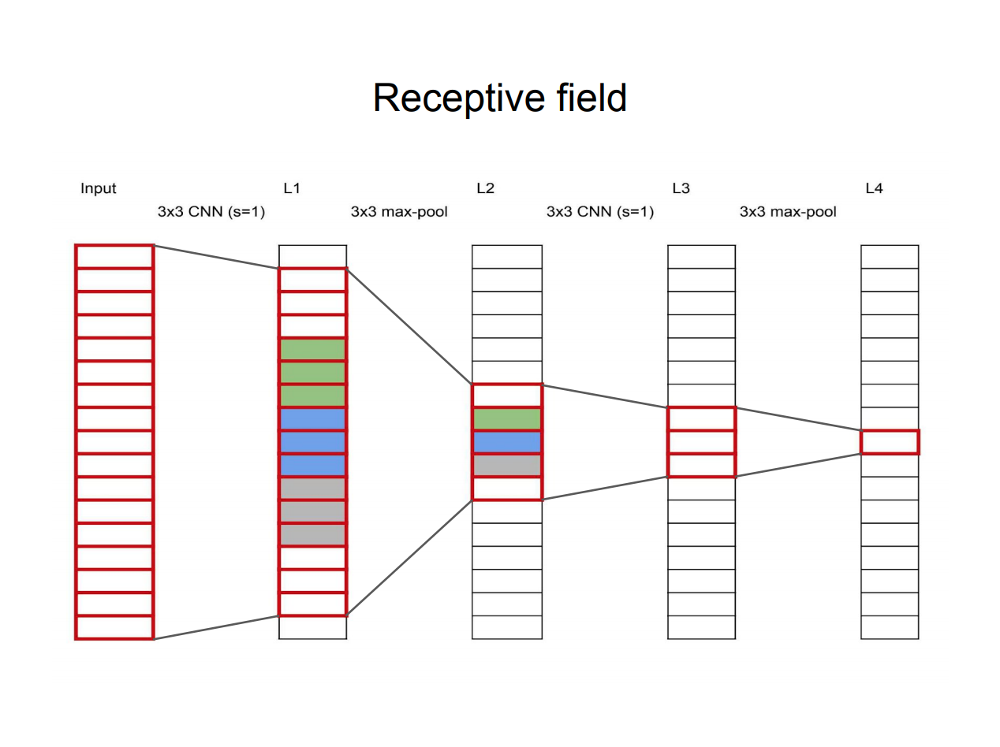 Receptive field
Input
L1
L2
L3
L4
3x3 CNN (s=1)
3x3 max-pool
3x3 CNN (s=1)
3x3 max-pool